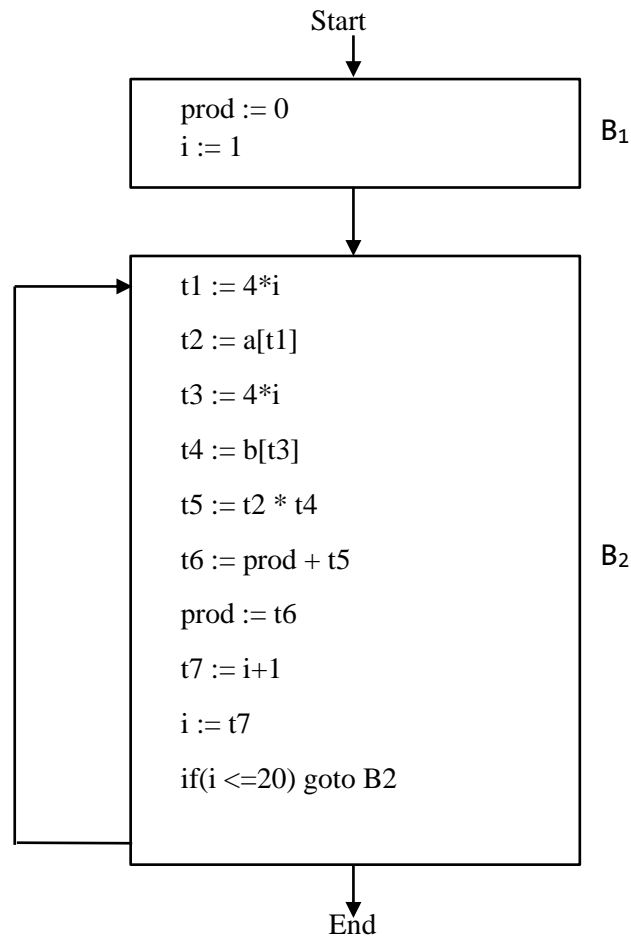 Start
prod := 0
i := 1
B₁
t1 := 4*i
t2 := a[t1]
t3 := 4*i
t4 := b[t3]
t5 := t2 * t4
t6 := prod + t5
B₂
prod := t6
t7 := i+1
i := t7
if(i <=20) goto B2
End